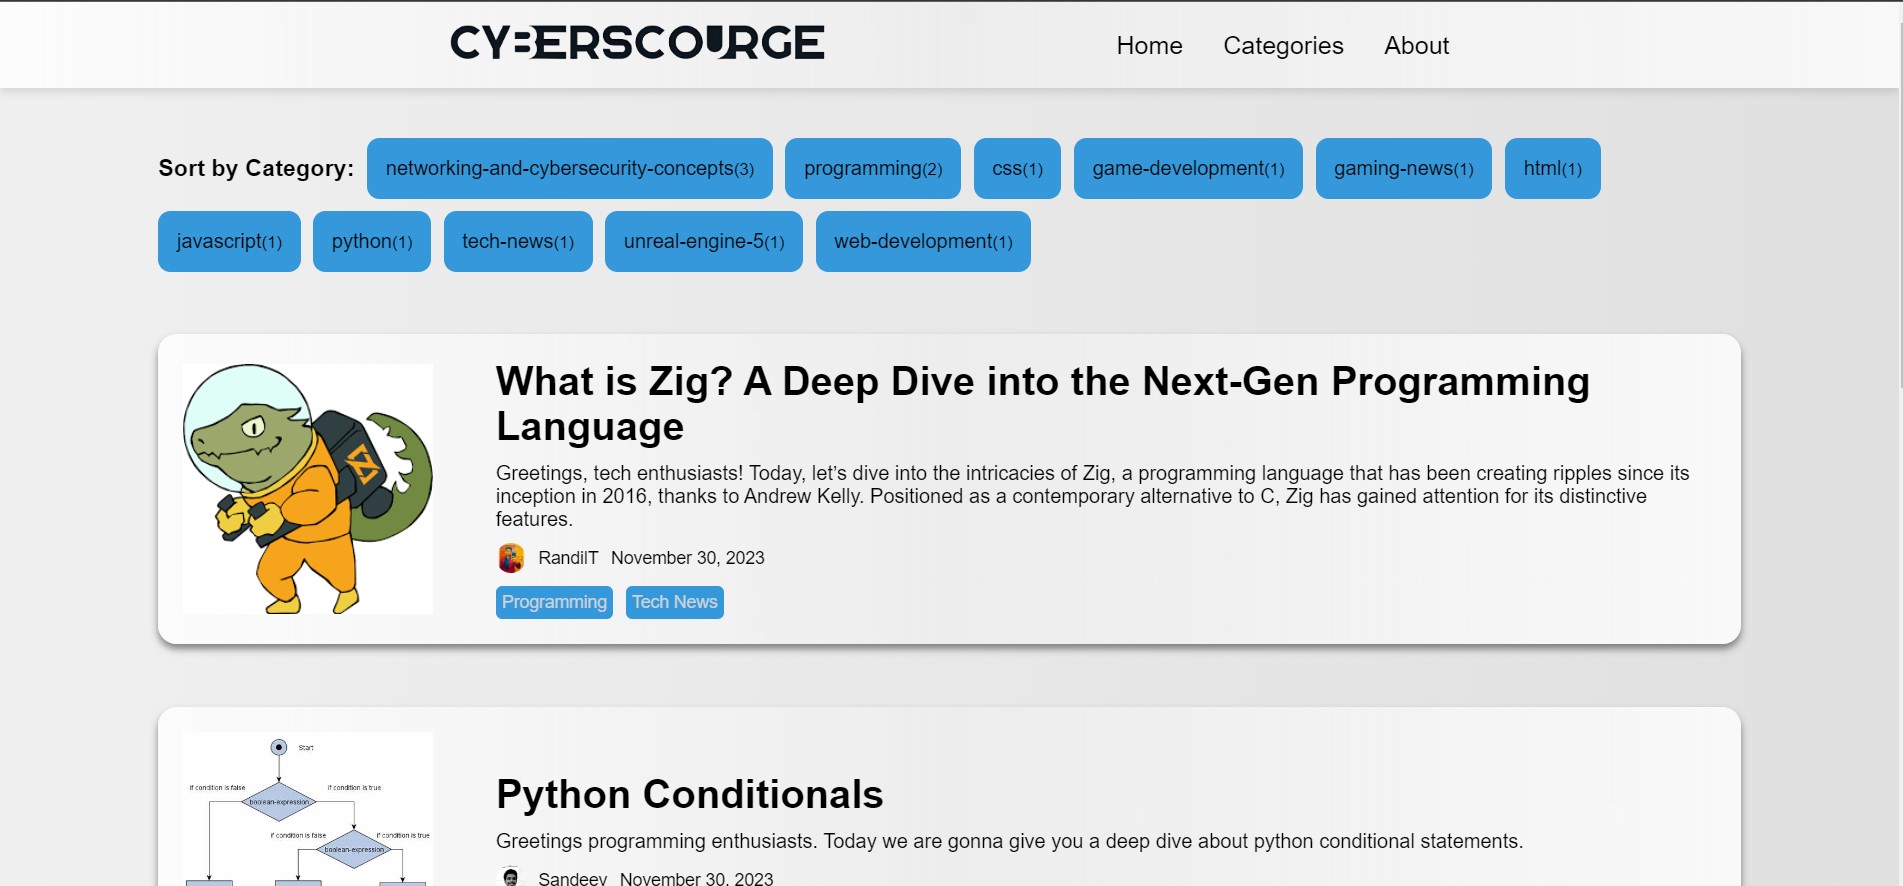 CYBERSCOURGE
Home Categories About
Sort by Category: networking-and-cybersecurity-concepts(3) programming(2) css(1) game-development(1) gaming-news(1) html(1)
javascript(1) python(1) tech-news(1) unreal-engine-5(1) web-development(1)
What is Zig? A Deep Dive into the Next-Gen Programming
Language
Greetings, tech enthusiasts! Today, let’s dive into the intricacies of Zig, a programming language that has been creating ripples since its
inception in 2016, thanks to Andrew Kelly. Positioned as a contemporary alternative to C, Zig has gained attention for its distinctive
features.
RandilT November 30, 2023
Programming Tech News
Start
if condition is false if condition is true
boolean-expression
if condition is false if condition is true
boolean-expression
Python Conditionals
Greetings programming enthusiasts. Today we are gonna give you a deep dive about python conditional statements.
Sandeev November 30, 2023